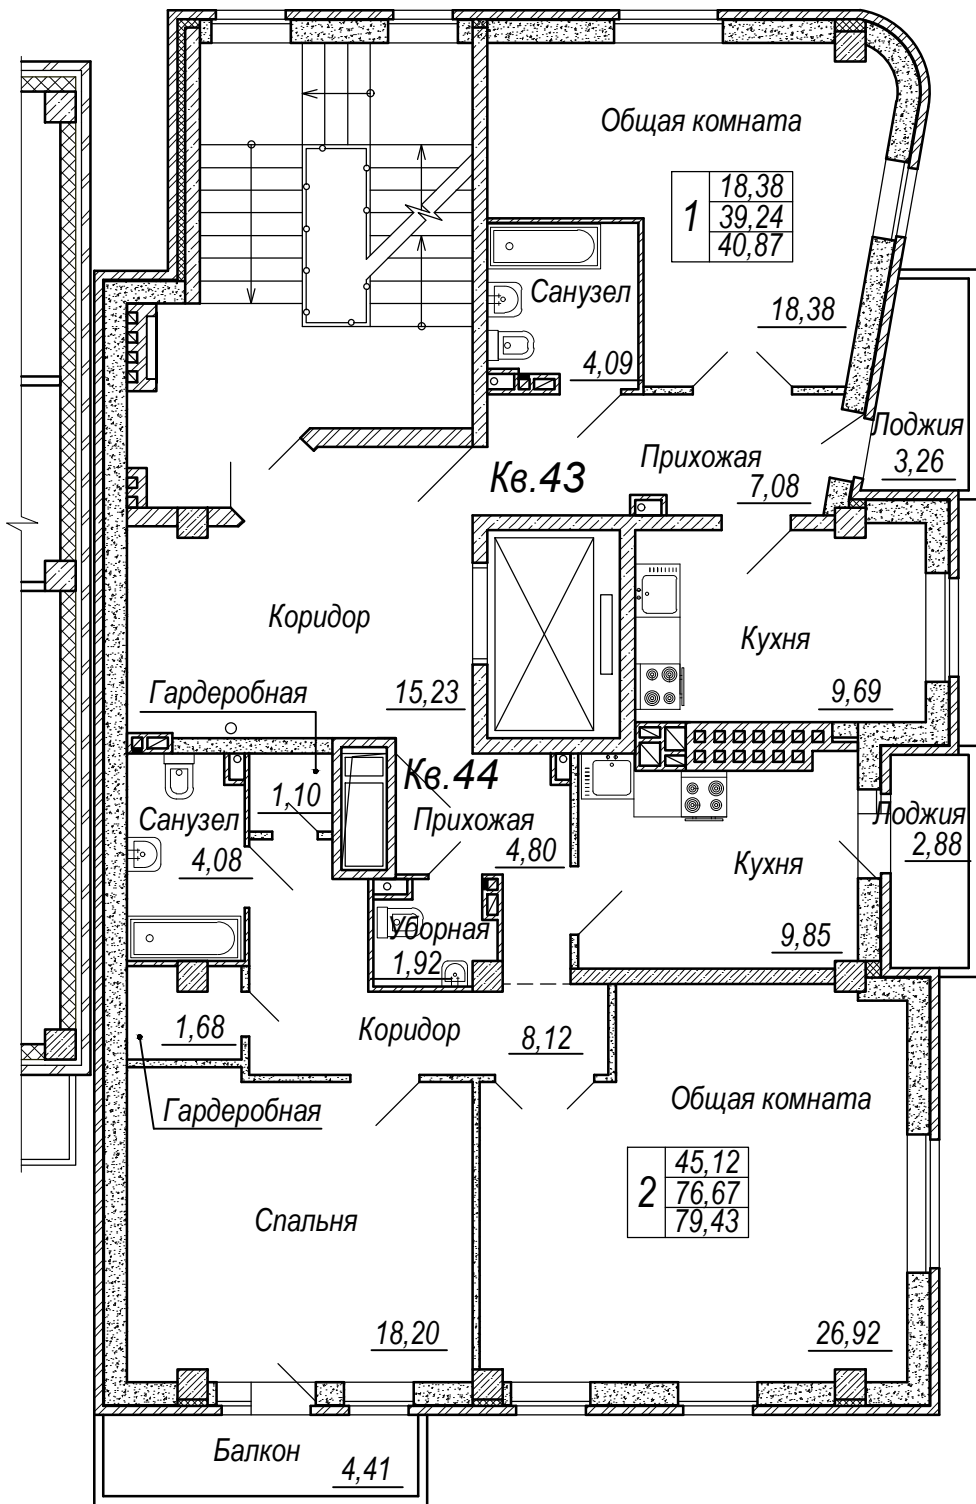 Общая комната
1
18,38
39,24
40,87
Санузел
4,09
18,38
Лоджия
3,26
Прихожая
7,08
Кв.43
Коридор
15,23
Кухня
9,69
Гардеробная
1,10
Кв.44
Прихожая
4,80
Санузел
4,08
Лоджия
2,88
Кухня
9,85
Уборная
1,92
1,68
Коридор
8,12
Гардеробная
Общая комната
2
45,12
76,67
79,43
Спальня
18,20
26,92
Балкон
4,41